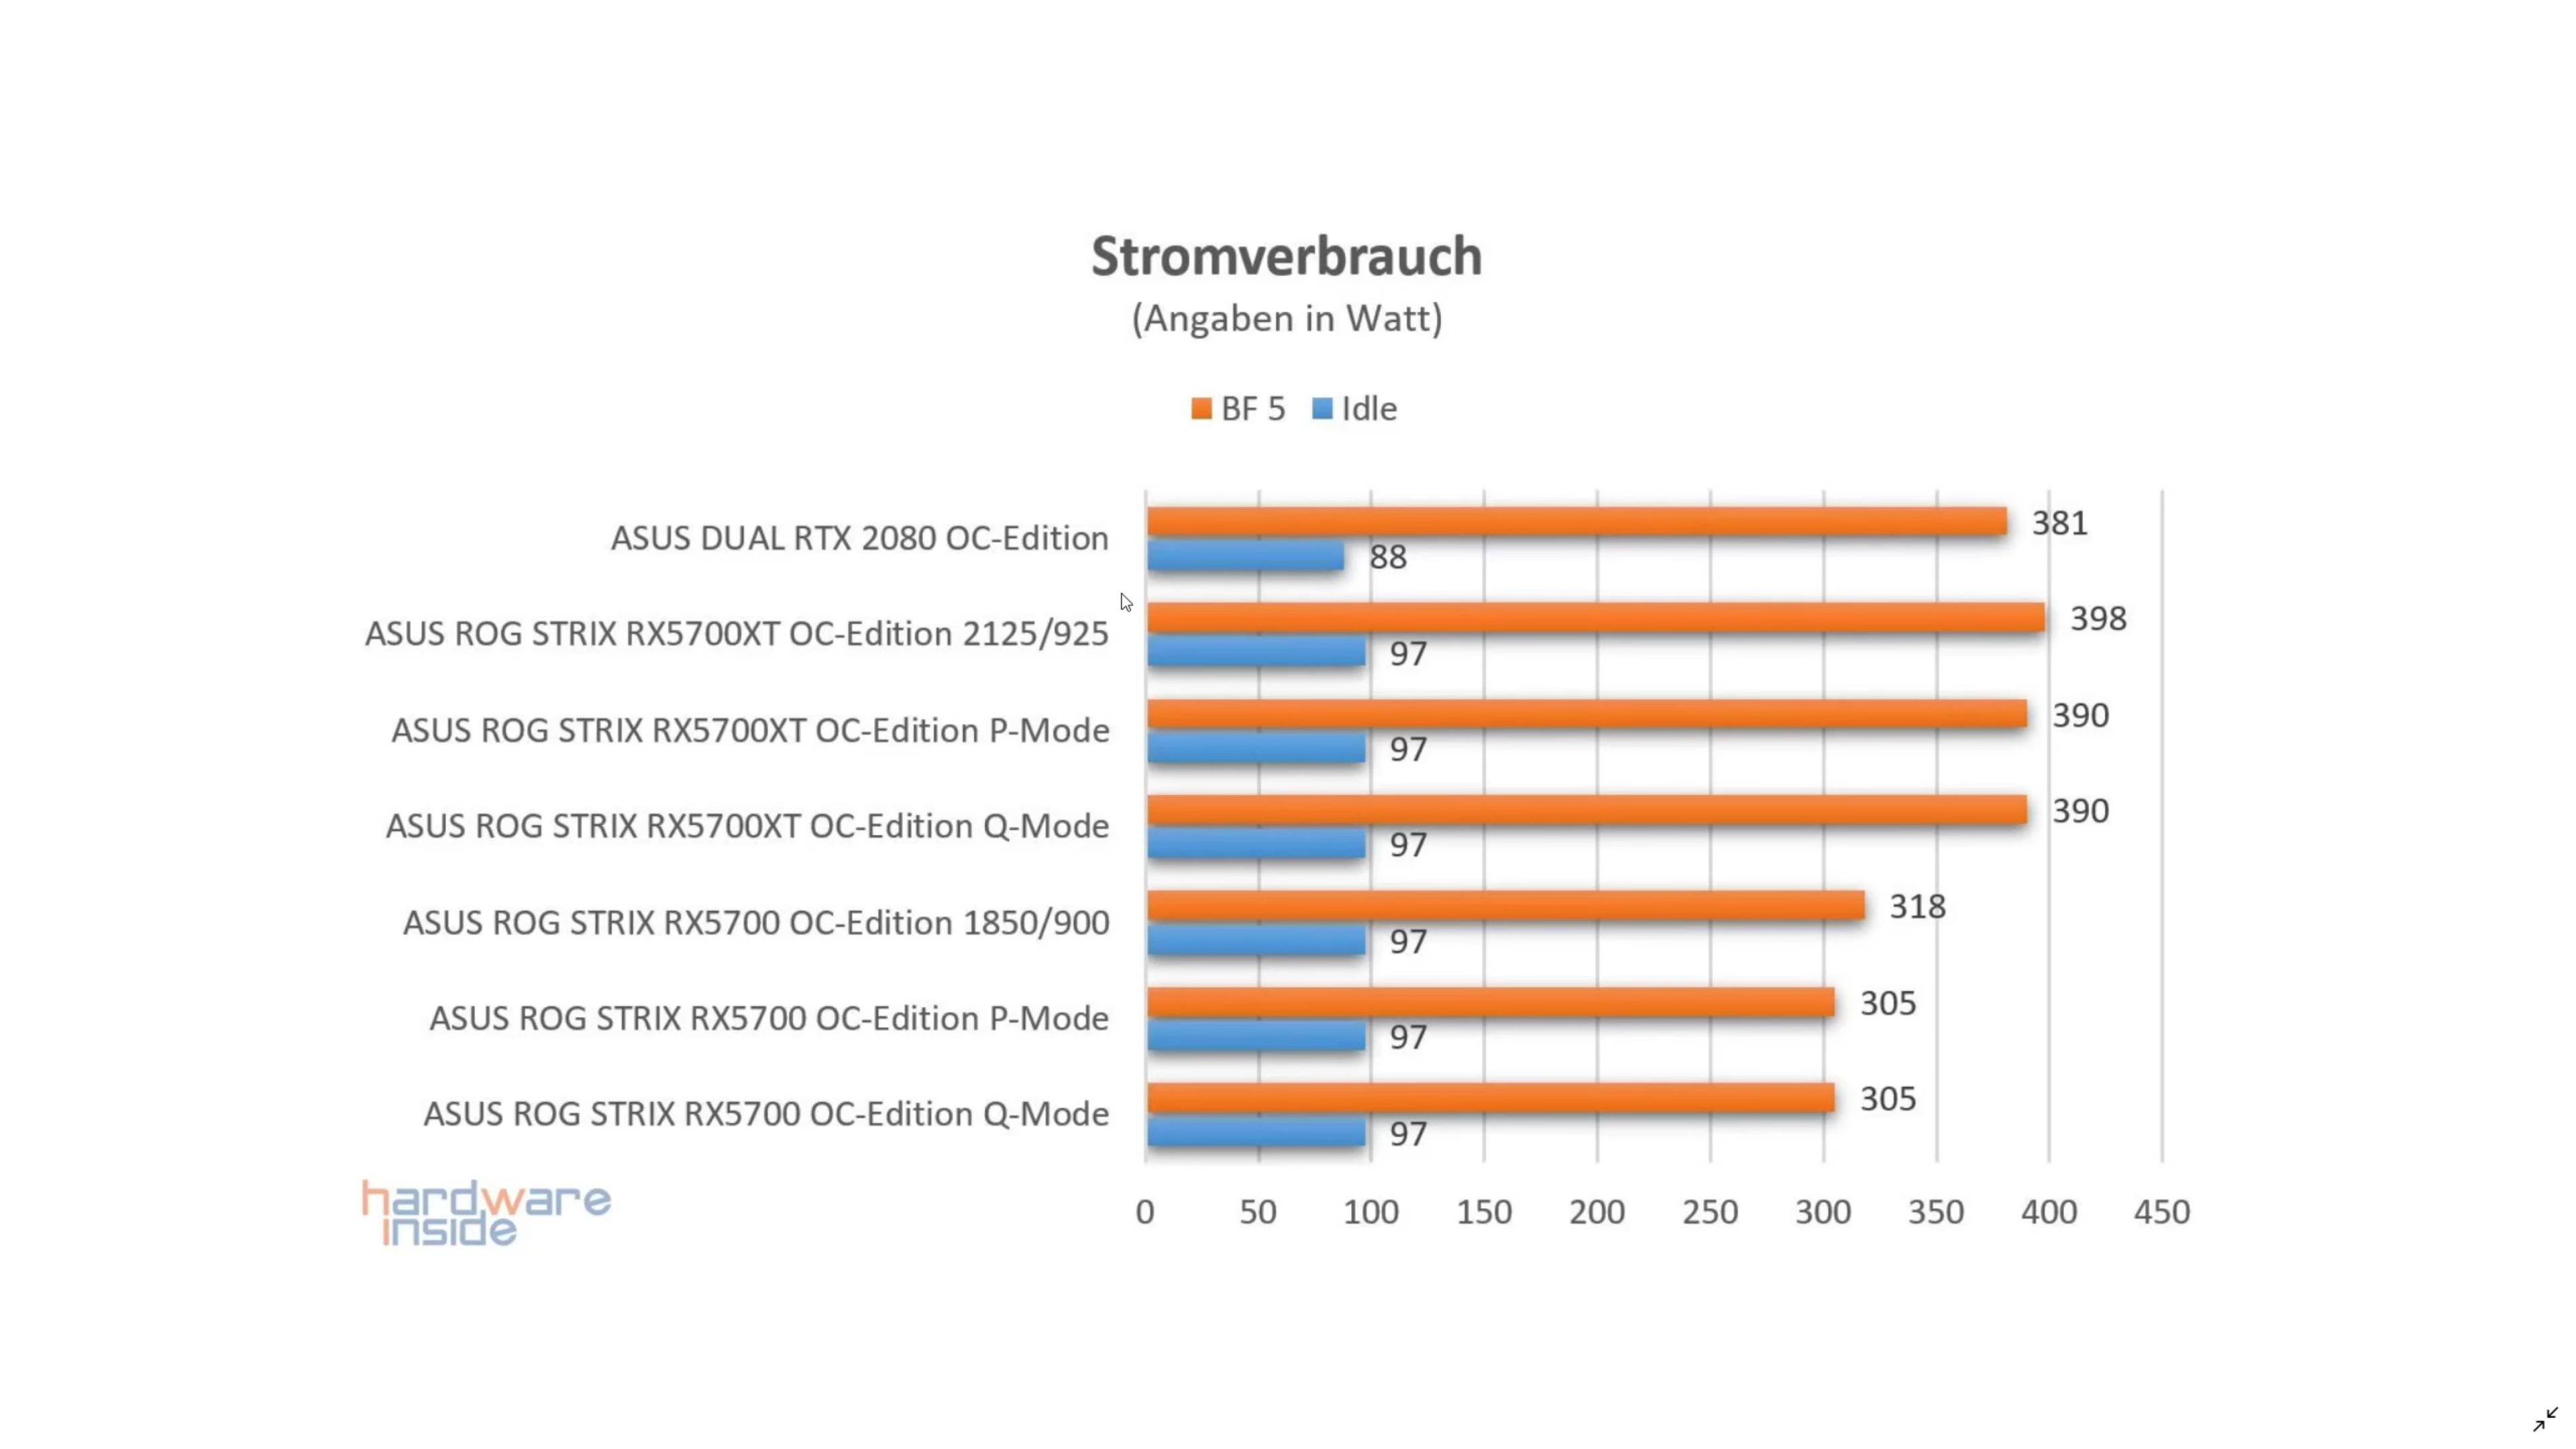 Stromverbrauch
(Angaben in Watt)
BF 5 Idle
ASUS DUAL RTX 2080 OC-Edition 381
88
ASUS ROG STRIX RX5700XT OC-Edition 2125/925 398
97
ASUS ROG STRIX RX5700XT OC-Edition P-Mode 390
97
ASUS ROG STRIX RX5700XT OC-Edition Q-Mode 390
97
ASUS ROG STRIX RX5700 OC-Edition 1850/900 318
97
ASUS ROG STRIX RX5700 OC-Edition P-Mode 305
97
ASUS ROG STRIX RX5700 OC-Edition Q-Mode 305
97
0 50 100 150 200 250 300 350 400 450
hardware
inside